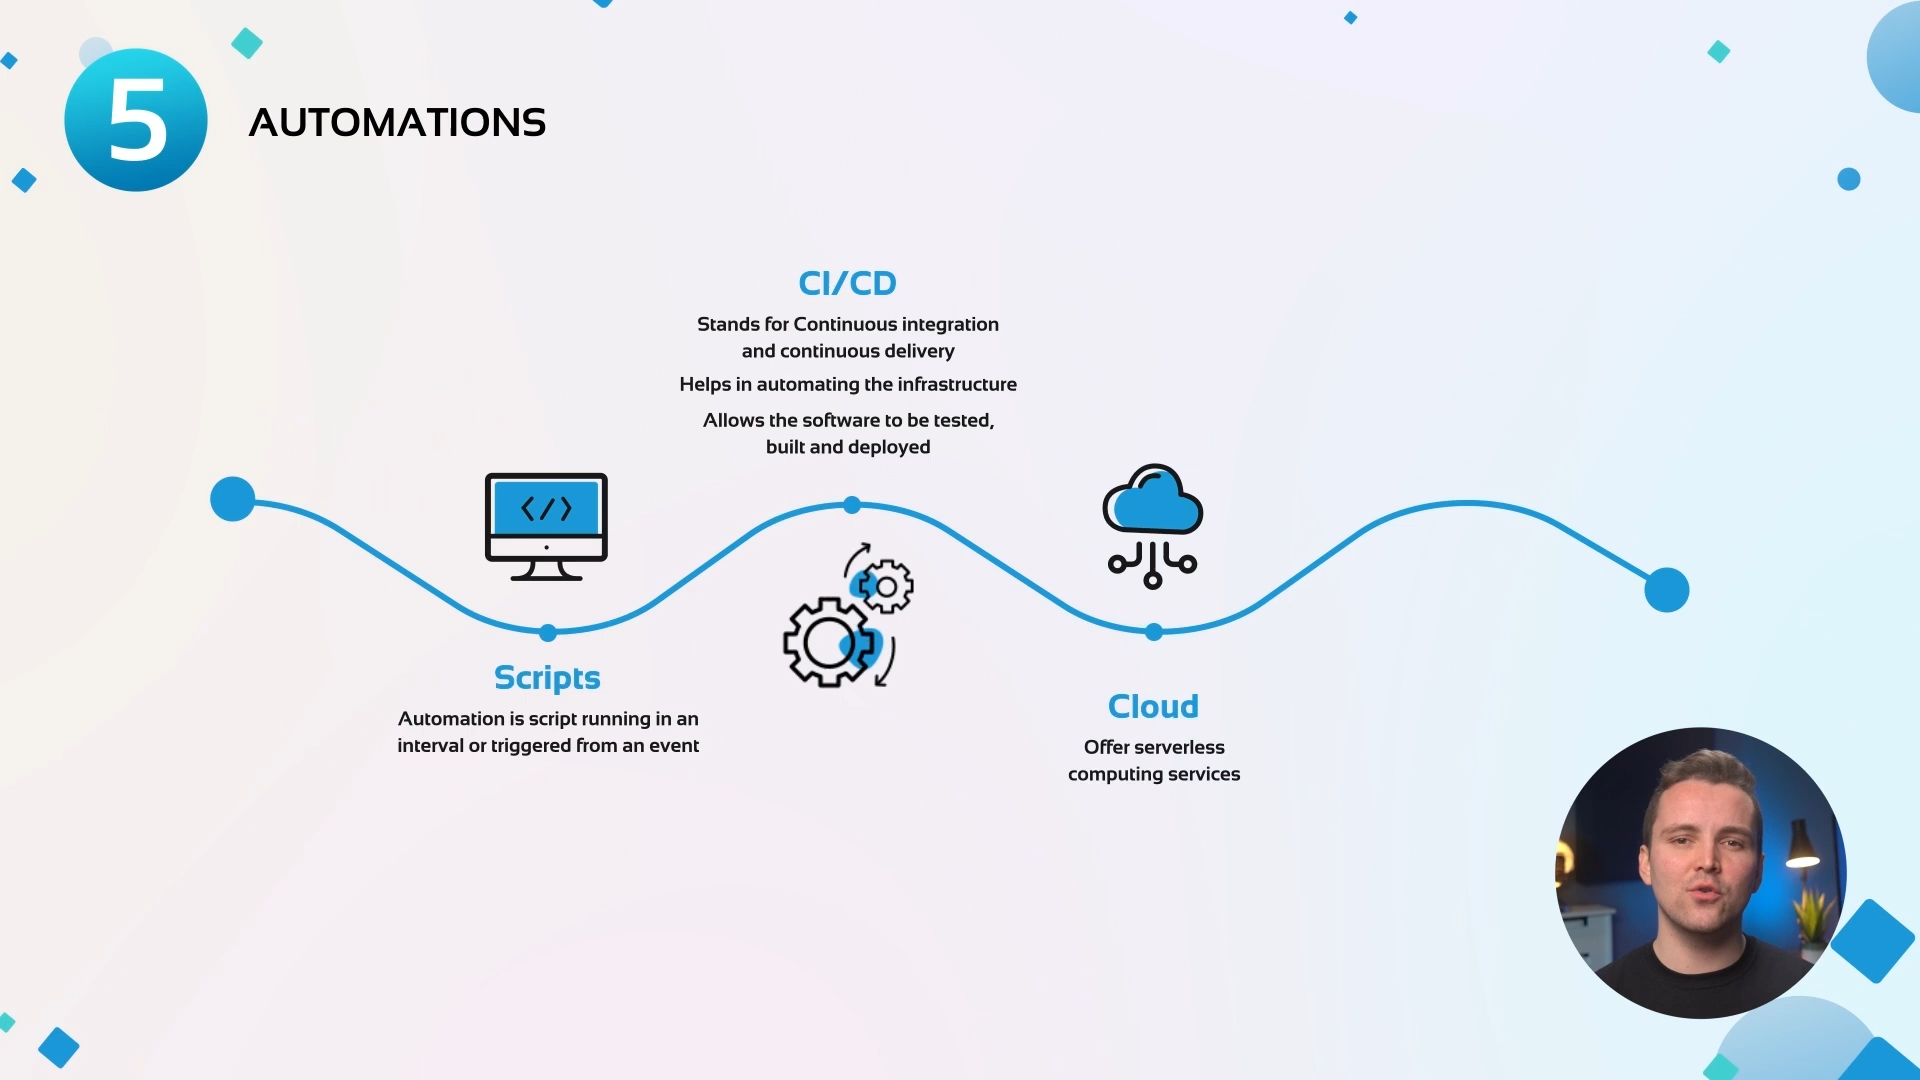 5
AUTOMATIONS
CI/CD
Stands for Continuous integration
and continuous delivery
Helps in automating the infrastructure
Allows the software to be tested,
built and deployed
</>
Scripts
Automation is script running in an
interval or triggered from an event
Cloud
Offer serverless
computing services